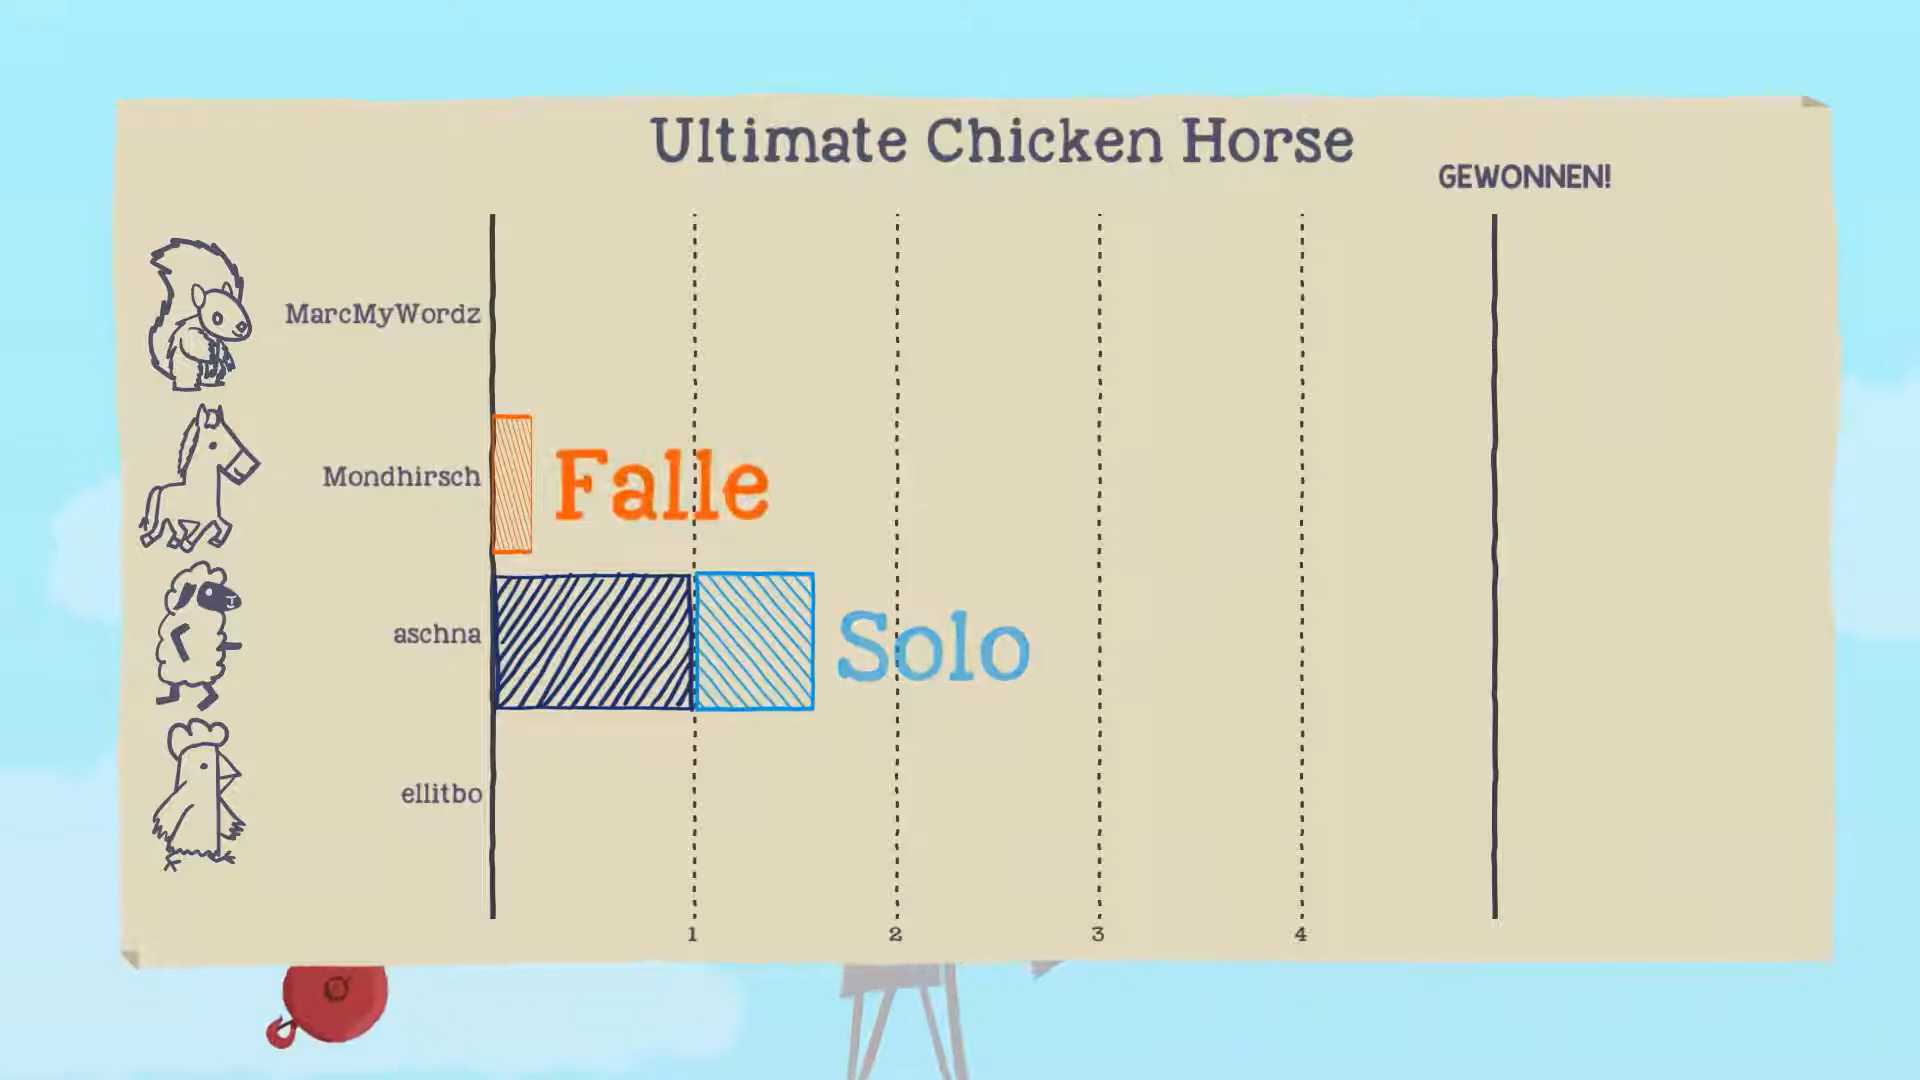 Ultimate Chicken Horse
GEWONNEN!
MarcMyWordz
Mondhirsch
Falle
aschna
Solo
ellitbo
1 2 3 4